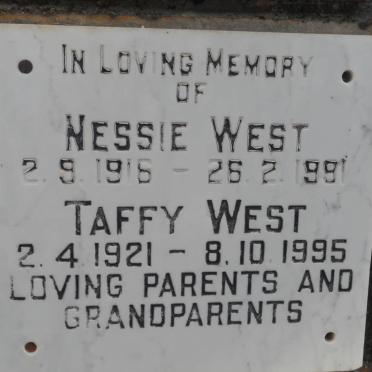 IN LOVING MEMORY
OF
NESSIE WEST
2.9.1916 - 26.2.1991
TAFFY WEST
2.4.1921 - 8.10.1995
LOVING PARENTS AND
GRANDPARENTS